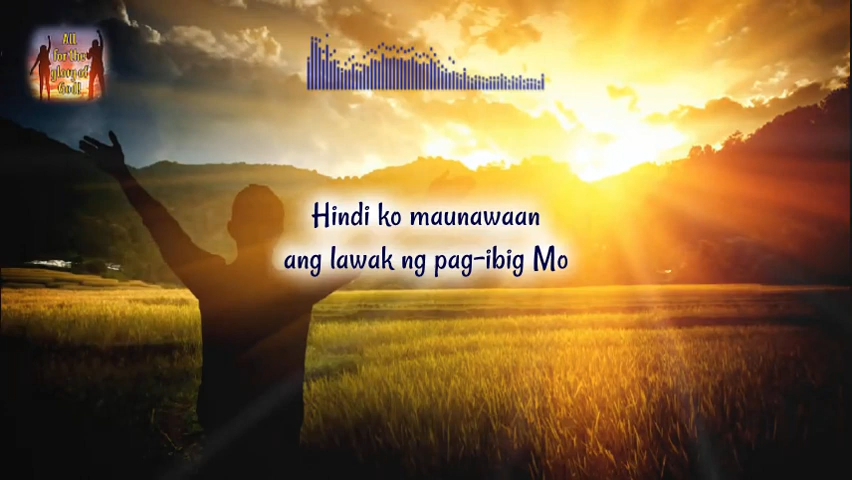 All
for the
glory of
God!
Hindi ko maunawaan
ang lawak ng pag-ibig Mo